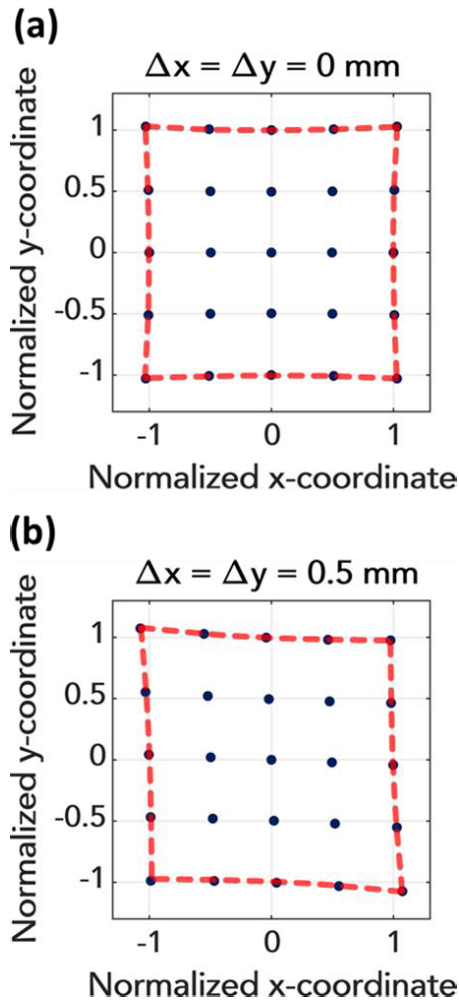 (a)
Δx = Δy = 0 mm
Normalized y-coordinate
1
0.5
0
-0.5
-1
-1 0 1
Normalized x-coordinate
(b)
Δx = Δy = 0.5 mm
Normalized y-coordinate
1
0.5
0
-0.5
-1
-1 0 1
Normalized x-coordinate